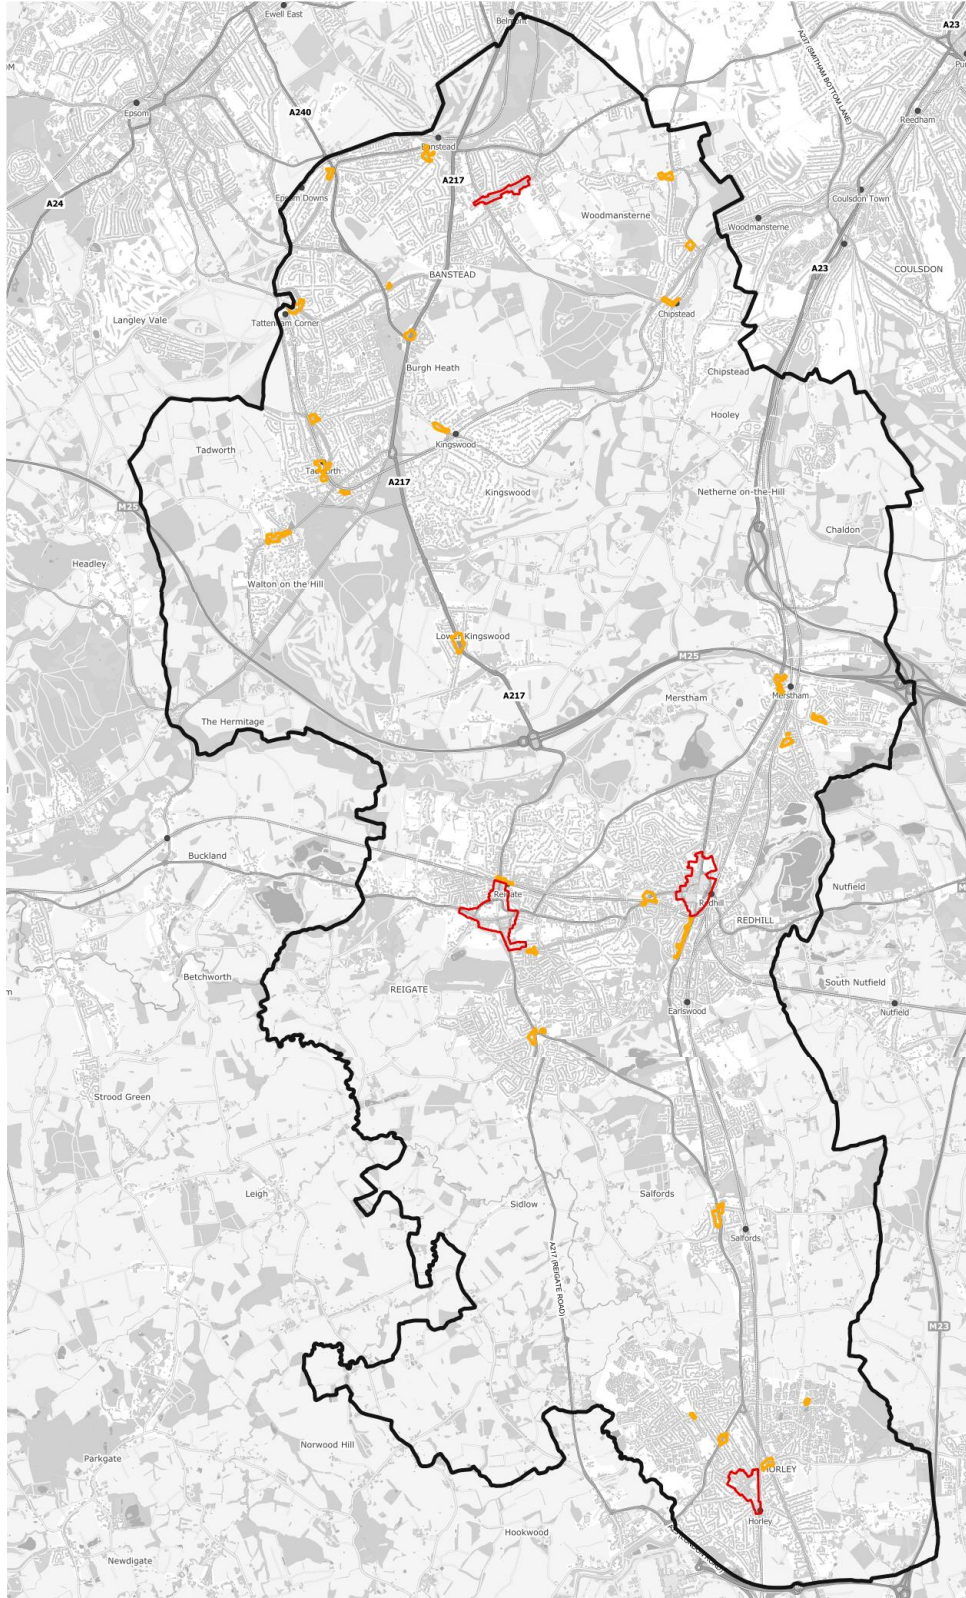 Ewell East
A23
A237 (SMITHAM BOTTOM LANE)
Epsom
A240
Reedham
Banstead
A217
A24
Epsom Downs
Coulsdon Town
Woodmansterne
Woodmansterne
A23
COULSDON
BANSTEAD
Langley Vale
Tattenham Corner
Chipstead
Burgh Heath
Chipstead
Hooley
Tadworth
Kingswood
Tadworth
A217
Kingswood
Netherne on-the-Hill
M25
Chaldon
Headley
Walton on the Hill
Lower Kingswood
M25
A217
Merstham
Merstham
The Hermitage
Buckland
Nutfield
Reigate
Redhill
REDHILL
Betchworth
REIGATE
South Nutfield
Earlswood
Nutfield
Strood Green
Leigh
Sidlow
Salfords
Salfords
A217 (REIGATE ROAD)
M23
Norwood Hill
Parkgate
HORLEY
Horley
Hookwood
Newdigate